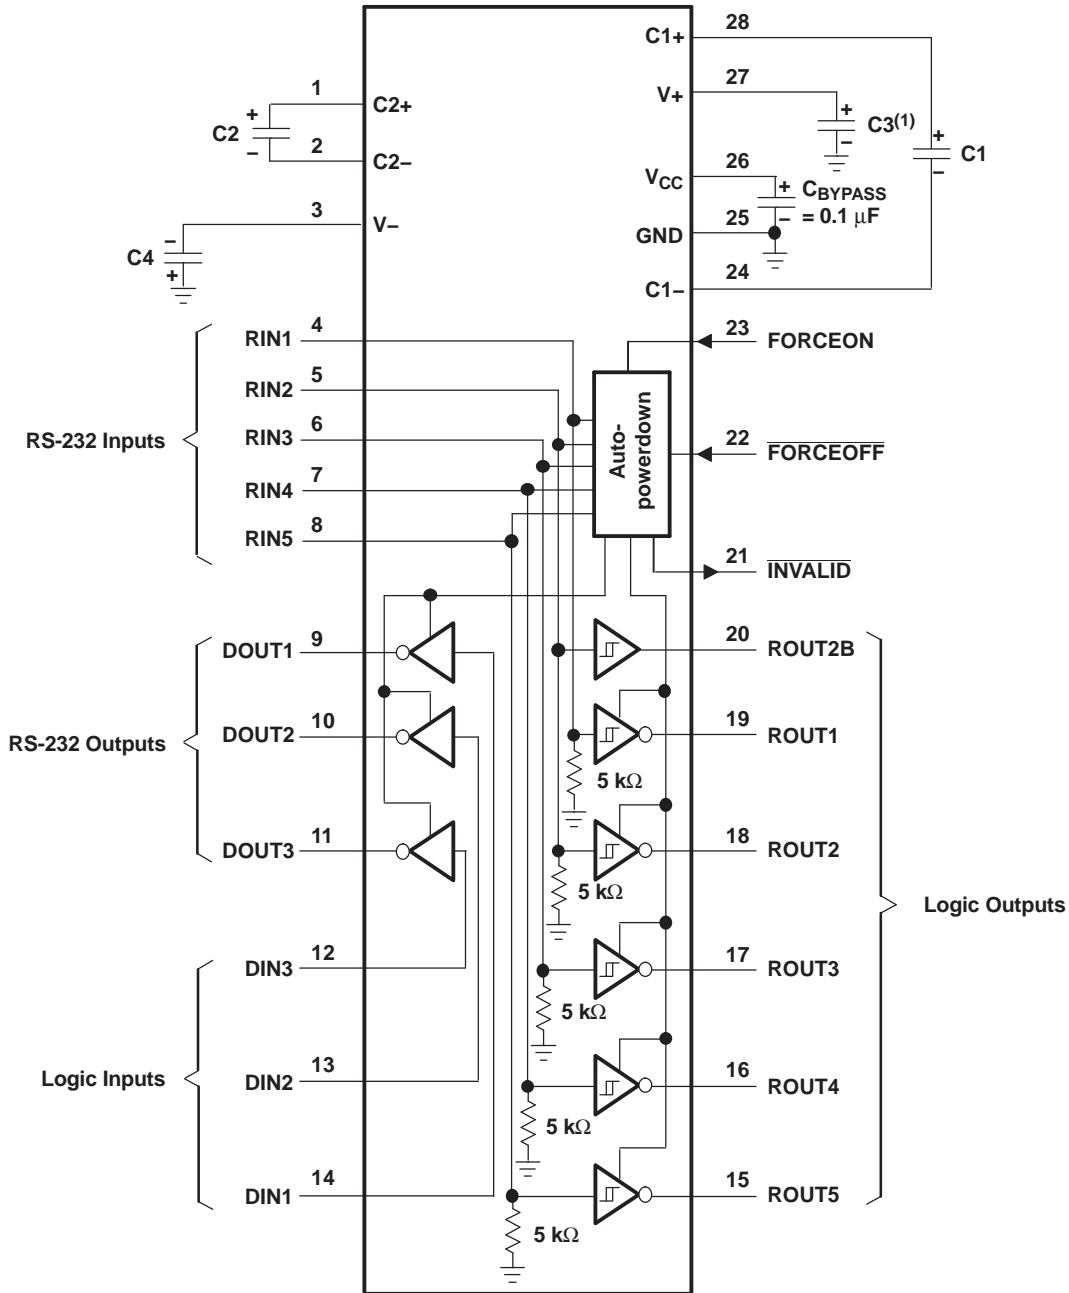 28
C1+
27
V+
1
C2+
+
C2
–
2
C2–
+
C3(1)
–
+
C1
–
26
VCC
+ CBYPASS
– = 0.1 μF
25
GND
3
V–
–
C4
+
24
C1–
RS-232 Inputs
RIN1 4
RIN2 5
RIN3 6
RIN4 7
RIN5 8
Auto-
powerdown
23 FORCEON
22 FORCEOFF
21 INVALID
RS-232 Outputs
DOUT1 9
DOUT2 10
DOUT3 11
Logic Inputs
DIN3 12
DIN2 13
DIN1 14
20 ROUT2B
19 ROUT1
5 kΩ
18 ROUT2
5 kΩ
17 ROUT3
5 kΩ
16 ROUT4
5 kΩ
15 ROUT5
5 kΩ
Logic Outputs